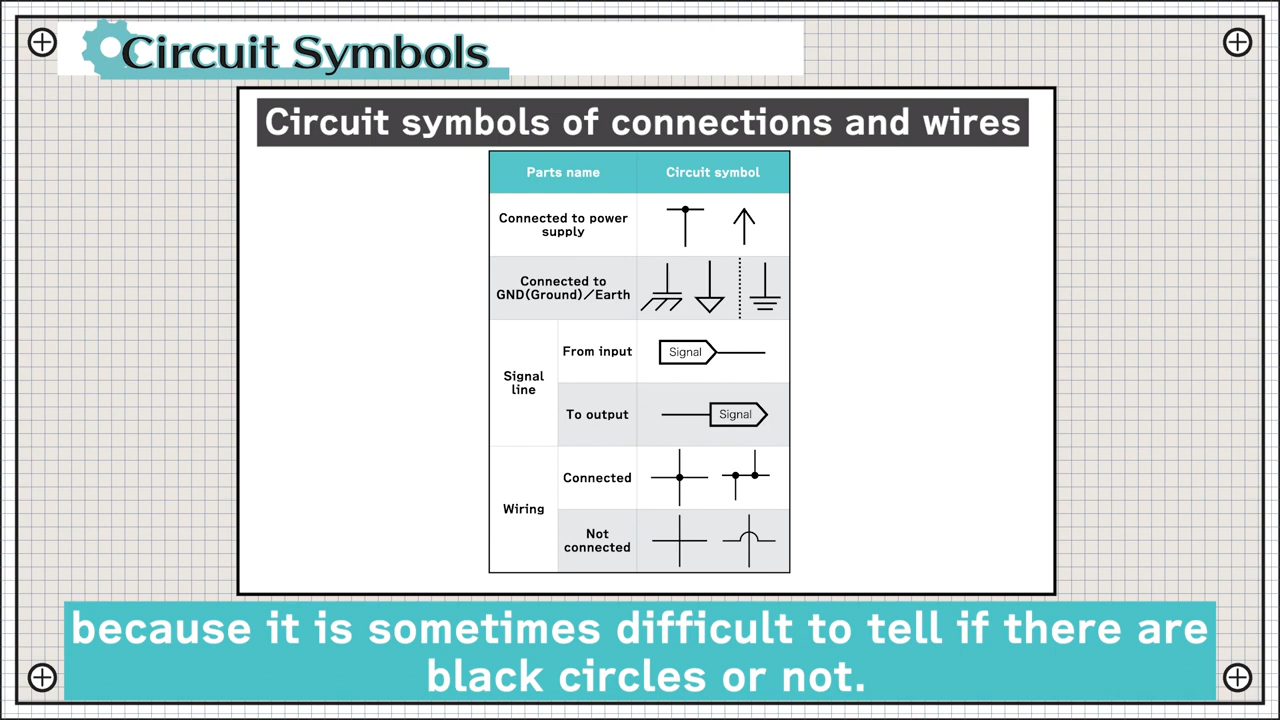 Circuit Symbols
Circuit symbols of connections and wires
Parts name
Circuit symbol
Connected to power
supply
Connected to
GND(Ground)／Earth
Signal
line
From input
Signal
To output
Signal
Wiring
Connected
Not
connected
because it is sometimes difficult to tell if there are
black circles or not.